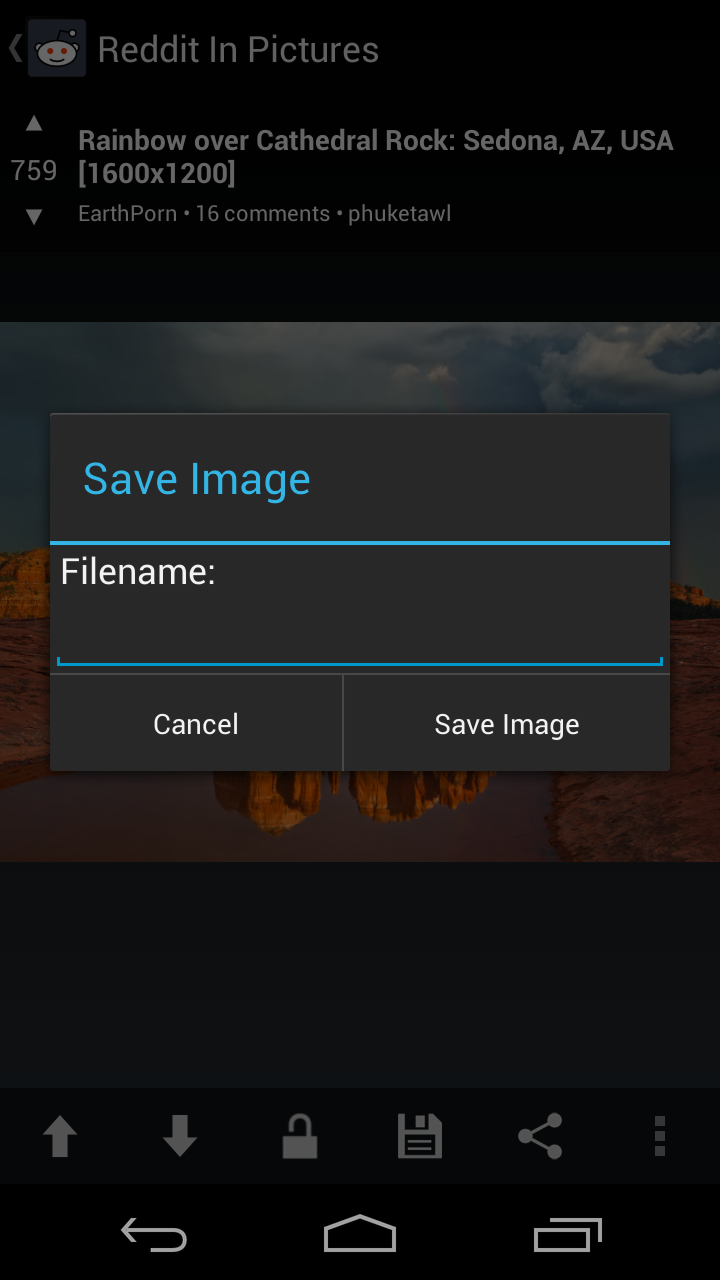 Reddit In Pictures
Rainbow over Cathedral Rock: Sedona, AZ, USA
[1600x1200]
759
EarthPorn • 16 comments • phuketawl
Save Image
Filename:
Cancel
Save Image